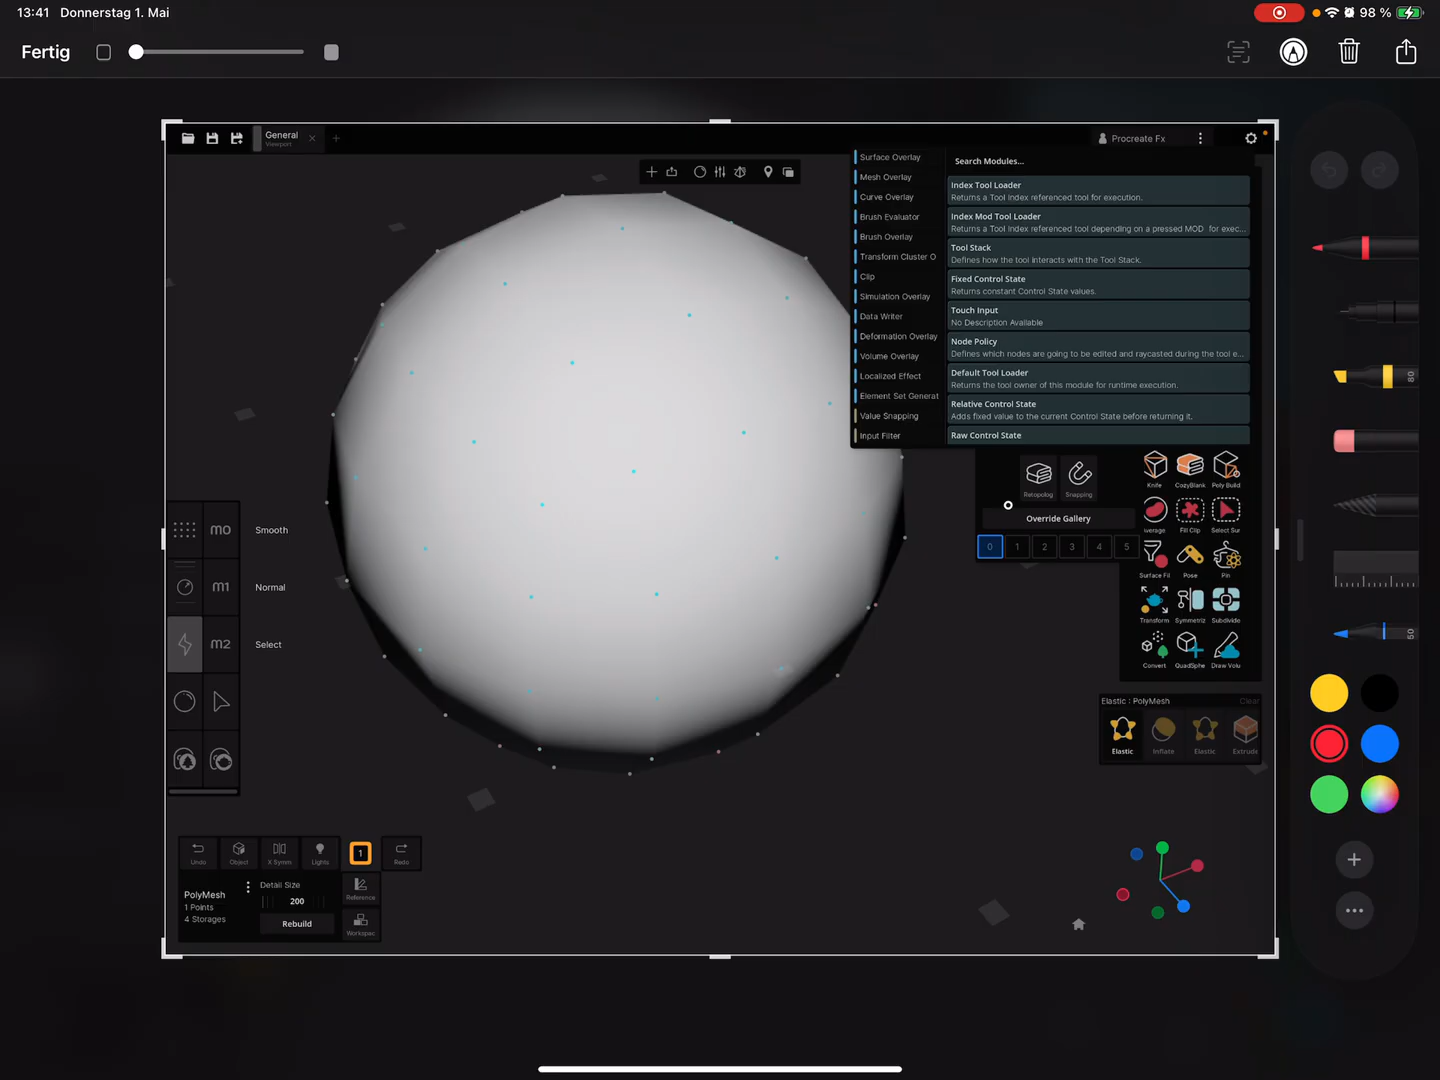 13:41 Donnerstag 1. Mai
98 %
Fertig
General
Viewport
Procreate Fx
Surface Overlay
Mesh Overlay
Curve Overlay
Brush Evaluator
Brush Overlay
Transform Cluster O
Clip
Simulation Overlay
Data Writer
Deformation Overlay
Volume Overlay
Localized Effect
Element Set Generat
Value Snapping
Input Filter
Search Modules...
Index Tool Loader
Returns a Tool Index referenced tool for execution.
Index Mod Tool Loader
Returns a Tool Index referenced tool depending on a pressed MOD for exec...
Tool Stack
Defines how the tool interacts with the Tool Stack.
Fixed Control State
Returns constant Control State values.
Touch Input
No Description Available
Node Policy
Defines which nodes are going to be edited and raycasted during the tool e...
Default Tool Loader
Returns the tool owner of this module for runtime execution.
Relative Control State
Adds fixed value to the current Control State before returning it.
Raw Control State
Retopolog Snapping
Override Gallery
0 1 2 3 4 5
Knife CozyBlank Poly Build
verage Fill Clip Select Sur
Surface Fil Pose Pin
Transform Symmetriz Subdivide
Convert QuadSphe Draw Volu
Elastic : PolyMesh Clear
Elastic Inflate Elastic Extrude
m0 Smooth
m1 Normal
m2 Select
Undo Object X Symm Lights 1 Redo
PolyMesh
1 Points
4 Storages
Detail Size
200
Rebuild
Reference
Workspac
80
50